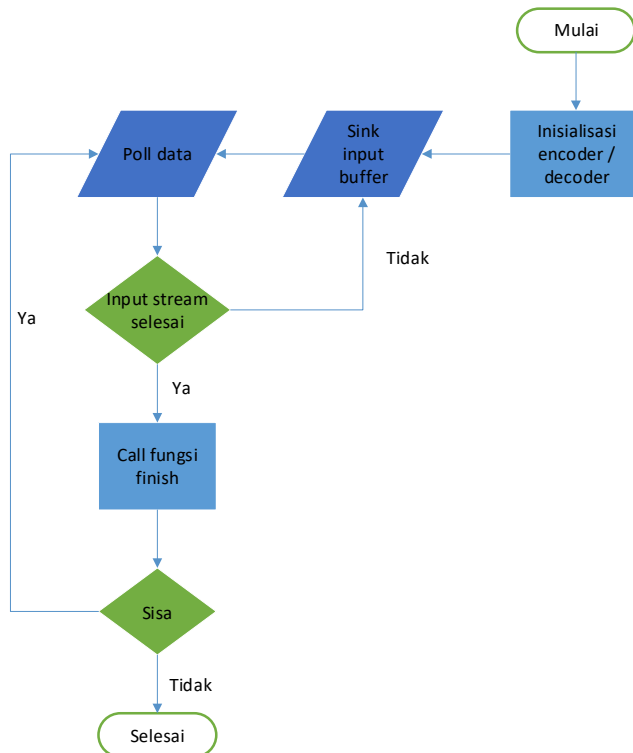 Mulai
Inisialisasi
encoder /
decoder
Sink
input
buffer
Poll data
Input stream
selesai
Tidak
Ya
Ya
Call fungsi
finish
Sisa
Tidak
Selesai